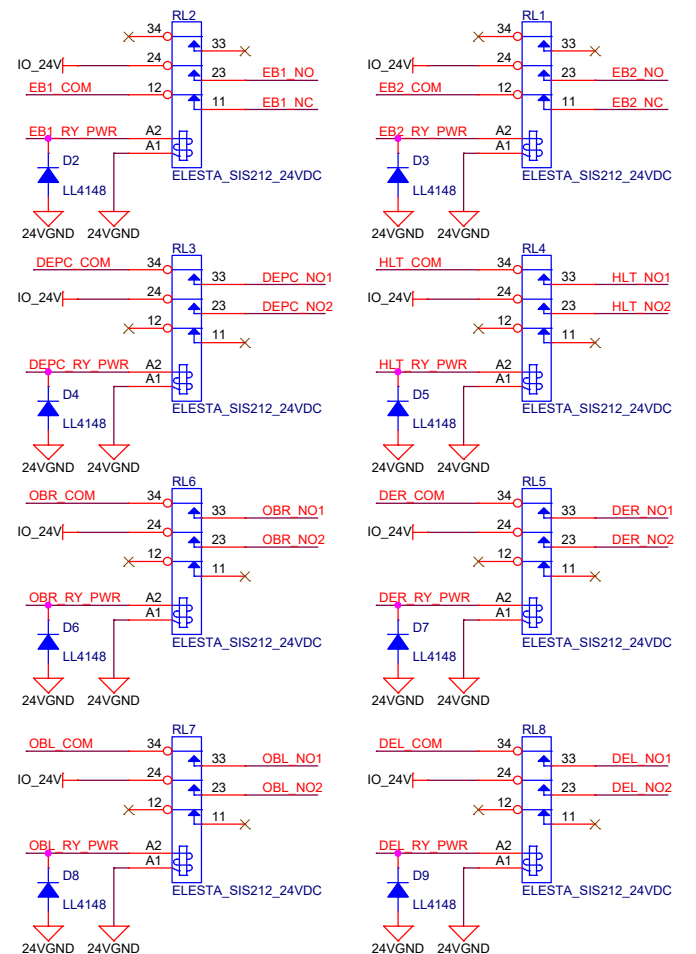 RL2
34
33
24
IO_24V
23
EB1_NO
12
EB1_COM
11
EB1_NC
EB1_RY_PWR
A2
A1
D2
LL4148
ELESTA_SIS212_24VDC
24VGND
24VGND
RL1
34
33
24
IO_24V
23
EB2_NO
12
EB2_COM
11
EB2_NC
EB2_RY_PWR
A2
A1
D3
LL4148
ELESTA_SIS212_24VDC
24VGND
24VGND
RL3
DEPC_COM
34
33
DEPC_NO1
24
IO_24V
23
DEPC_NO2
12
11
DEPC_RY_PWR
A2
A1
D4
LL4148
ELESTA_SIS212_24VDC
24VGND
24VGND
RL4
HLT_COM
34
33
HLT_NO1
24
IO_24V
23
HLT_NO2
12
11
HLT_RY_PWR
A2
A1
D5
LL4148
ELESTA_SIS212_24VDC
24VGND
24VGND
RL6
OBR_COM
34
33
OBR_NO1
24
IO_24V
23
OBR_NO2
12
11
OBR_RY_PWR
A2
A1
D6
LL4148
ELESTA_SIS212_24VDC
24VGND
24VGND
RL5
DER_COM
34
33
DER_NO1
24
IO_24V
23
DER_NO2
12
11
DER_RY_PWR
A2
A1
D7
LL4148
ELESTA_SIS212_24VDC
24VGND
24VGND
RL7
OBL_COM
34
33
OBL_NO1
24
IO_24V
23
OBL_NO2
12
11
OBL_RY_PWR
A2
A1
D8
LL4148
ELESTA_SIS212_24VDC
24VGND
24VGND
RL8
DEL_COM
34
33
DEL_NO1
24
IO_24V
23
DEL_NO2
12
11
DEL_RY_PWR
A2
A1
D9
LL4148
ELESTA_SIS212_24VDC
24VGND
24VGND